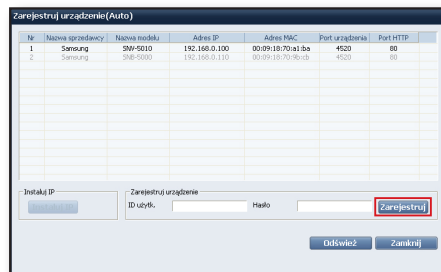 Zarejestruj urządzenie(Auto)
Nr Nazwa sprzedawcy Nazwa modelu Adres IP Adres MAC Port urządzenia Port HTTP
1 Samsung SNV-5010 192.168.0.100 00:09:18:70:a1:ba 4520 80
2 Samsung SNB-5000 192.168.0.110 00:09:18:70:9b:cb 4520 80
Instaluj IP Zarejestruj urządzenie
ID użytk. Hasło Zarejestruj
Odśwież Zamknij